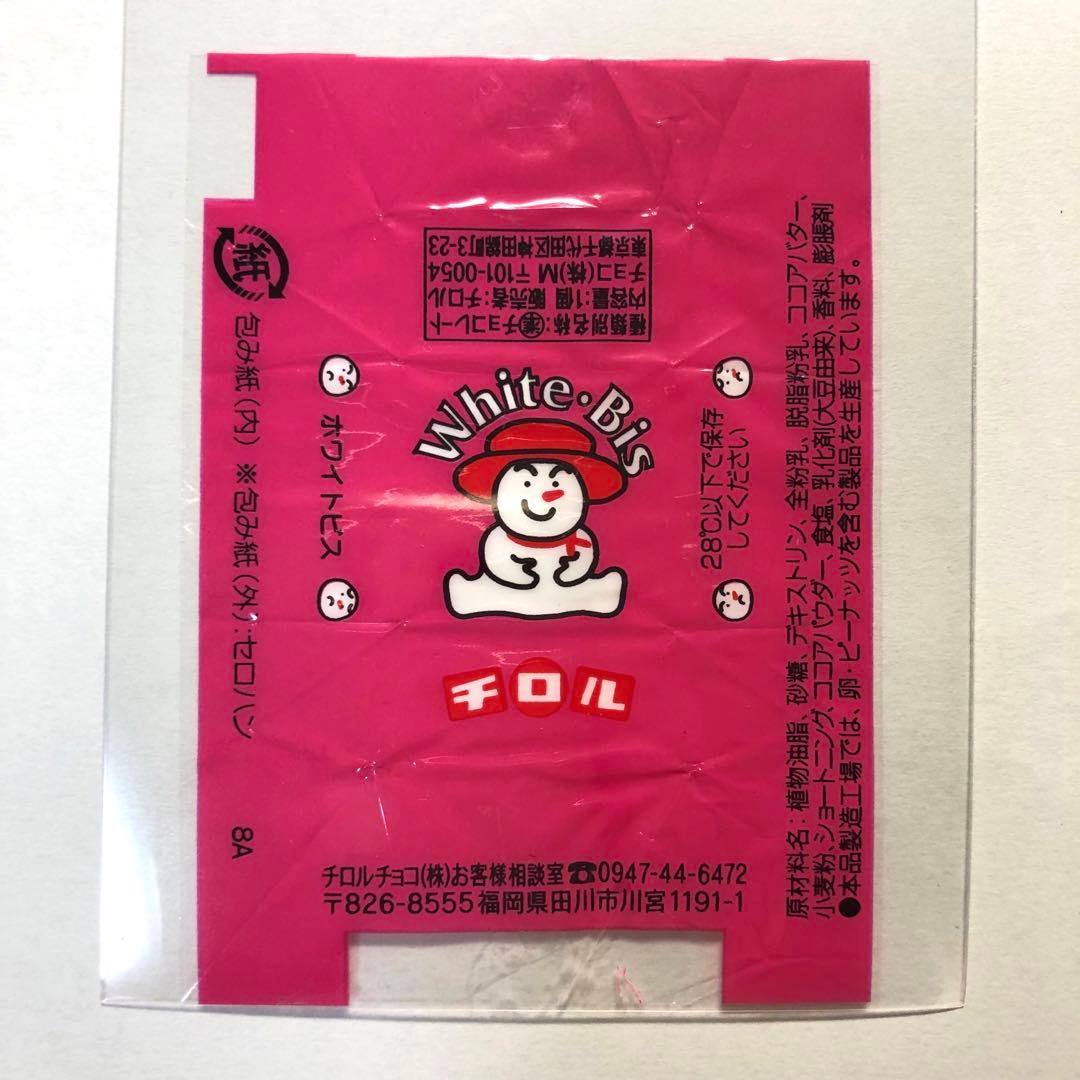 種類別名称:準チョコレート
内容量:1個 販売者:チロル
チョコ(株)M 〒101-0054
東京都千代田区神田錦町3-23
White・Bis
ホワイトビス
28℃以下で保存
してください
チロル
紙
包み紙(内) ※包み紙(外):セロハン
8A
チロルチョコ(株)お客様相談室☎0947-44-6472
〒826-8555福岡県田川市川宮1191-1
原材料名:植物油脂、砂糖、デキストリン、全粉乳、脱脂粉乳、ココアバター、
小麦粉、ショートニング、ココアパウダー、食塩、乳化剤(大豆由来)、香料、膨脹剤
●本品製造工場では、卵・ピーナッツを含む製品を生産しています。